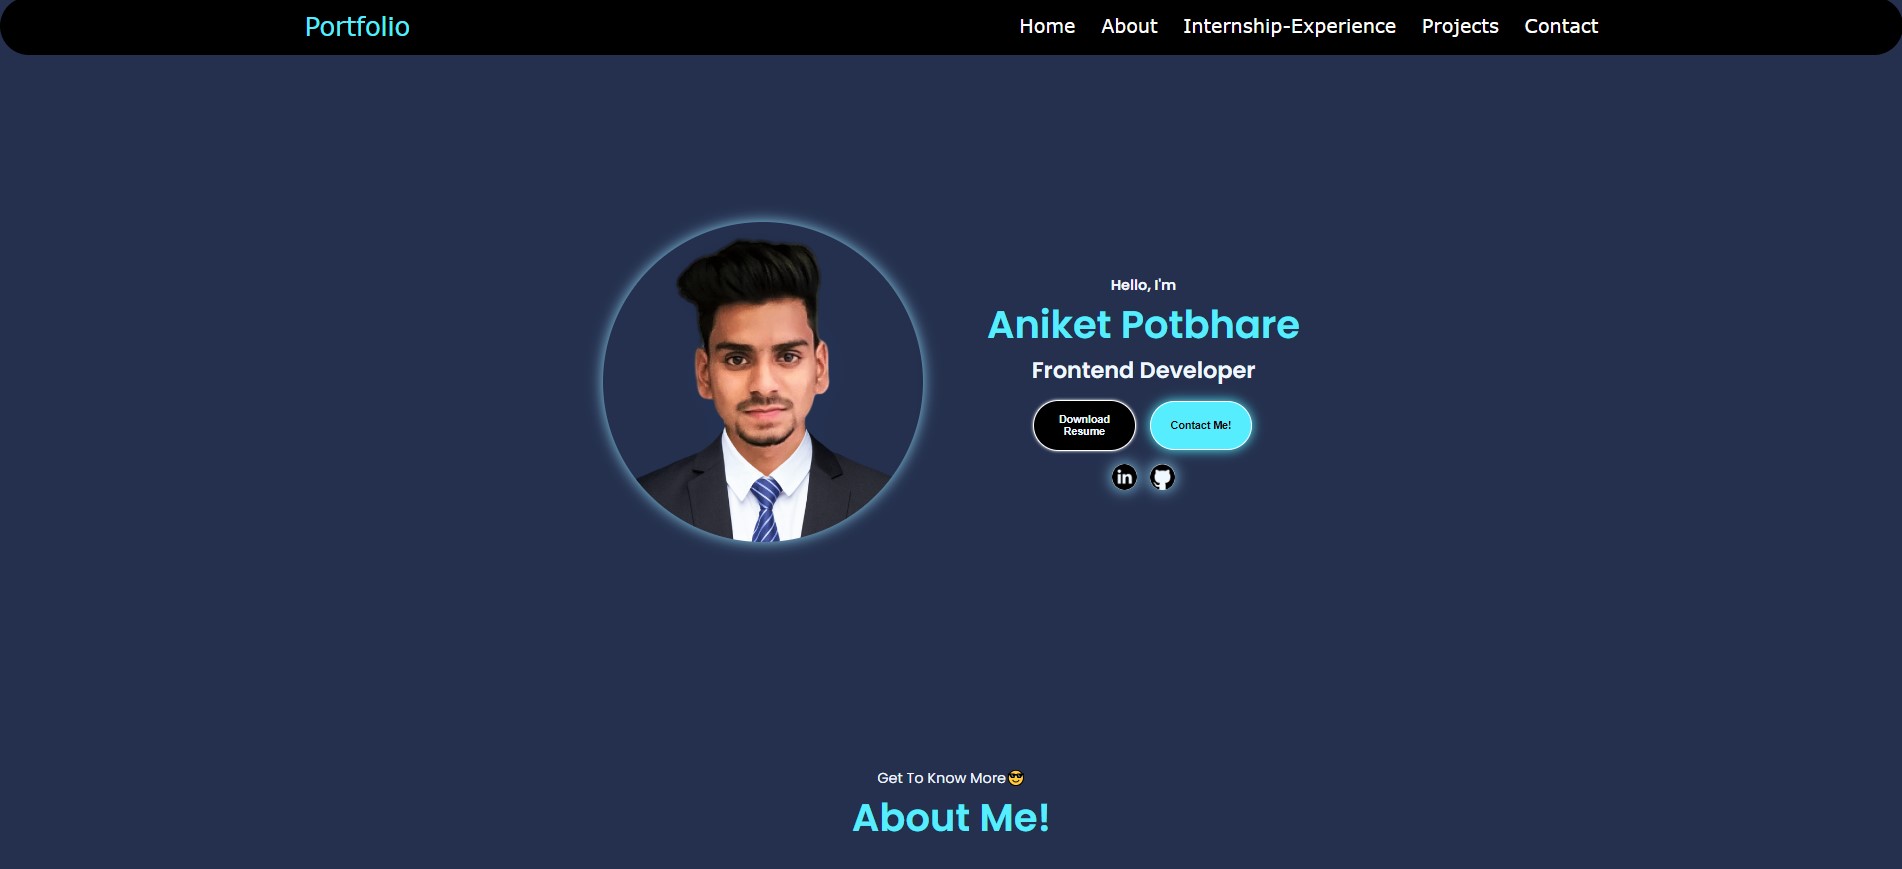 Portfolio
Home About Internship-Experience Projects Contact
Hello, I'm
Aniket Potbhare
Frontend Developer
Download
Resume
Contact Me!
in
Get To Know More😎
About Me!